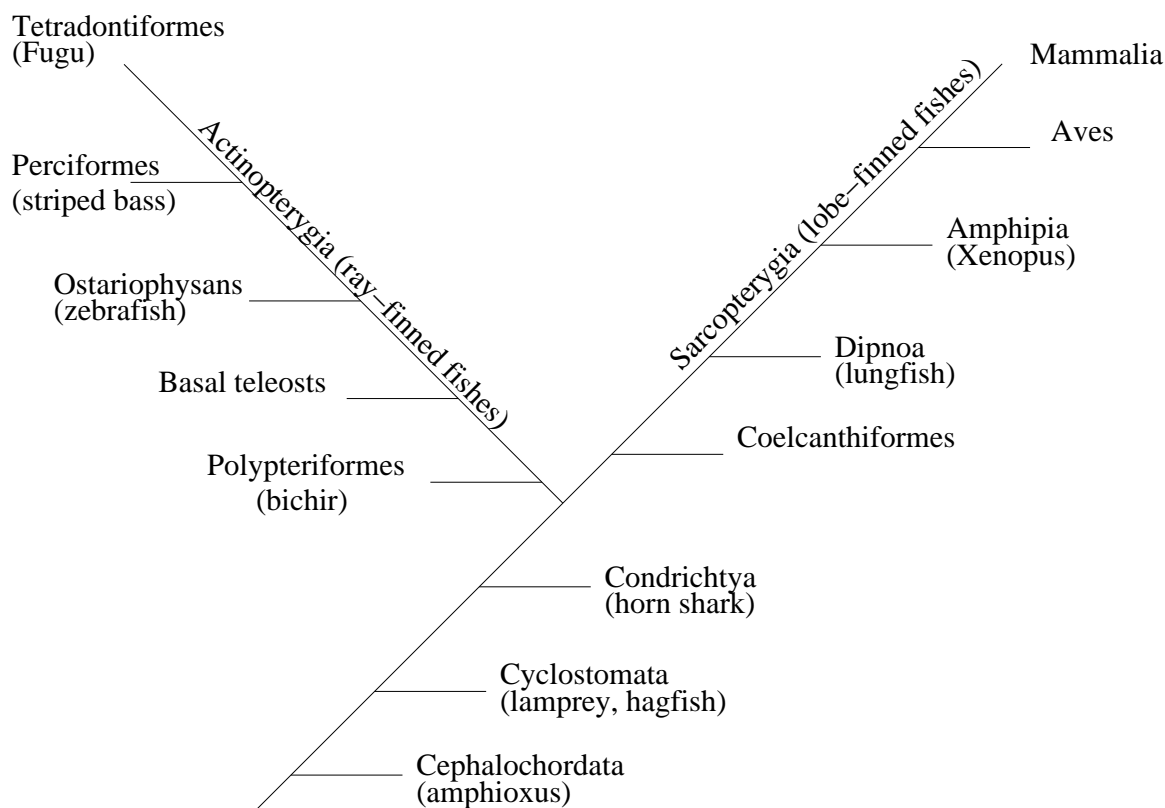 Tetradontiformes
(Fugu)
Mammalia
Actinopterygia (ray–finned fishes)
Sarcopterygia (lobe–finned fishes)
Aves
Perciformes
(striped bass)
Amphipia
(Xenopus)
Ostariophysans
(zebrafish)
Dipnoa
(lungfish)
Basal teleosts
Coelcanthiformes
Polypteriformes
(bichir)
Condrichtya
(horn shark)
Cyclostomata
(lamprey, hagfish)
Cephalochordata
(amphioxus)